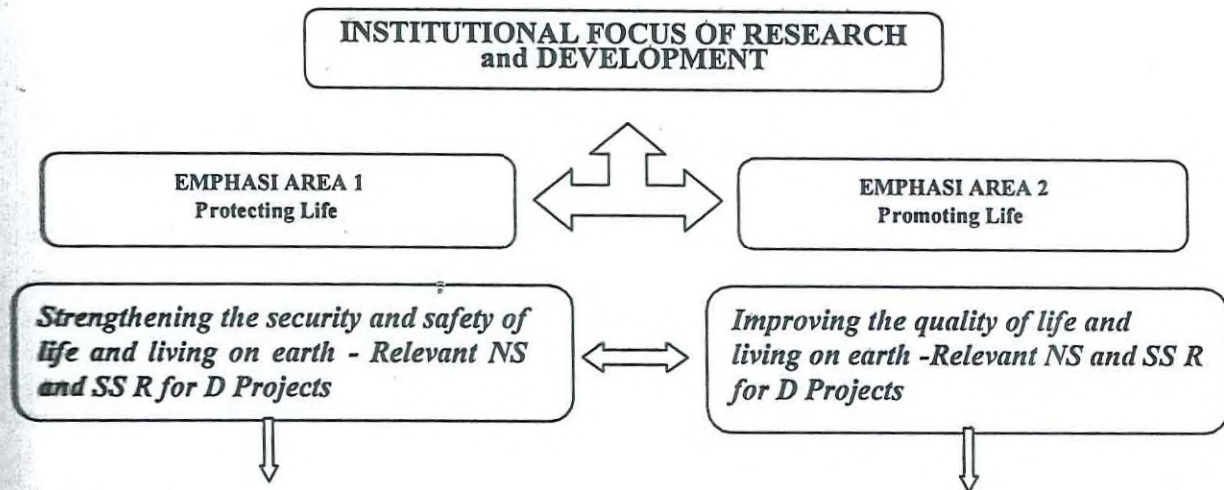 INSTITUTIONAL FOCUS OF RESEARCH
and DEVELOPMENT
EMPHASI AREA 1
Protecting Life
EMPHASI AREA 2
Promoting Life
Strengthening the security and safety of
life and living on earth - Relevant NS
and SS R for D Projects
Improving the quality of life and
living on earth -Relevant NS and SS R
for D Projects